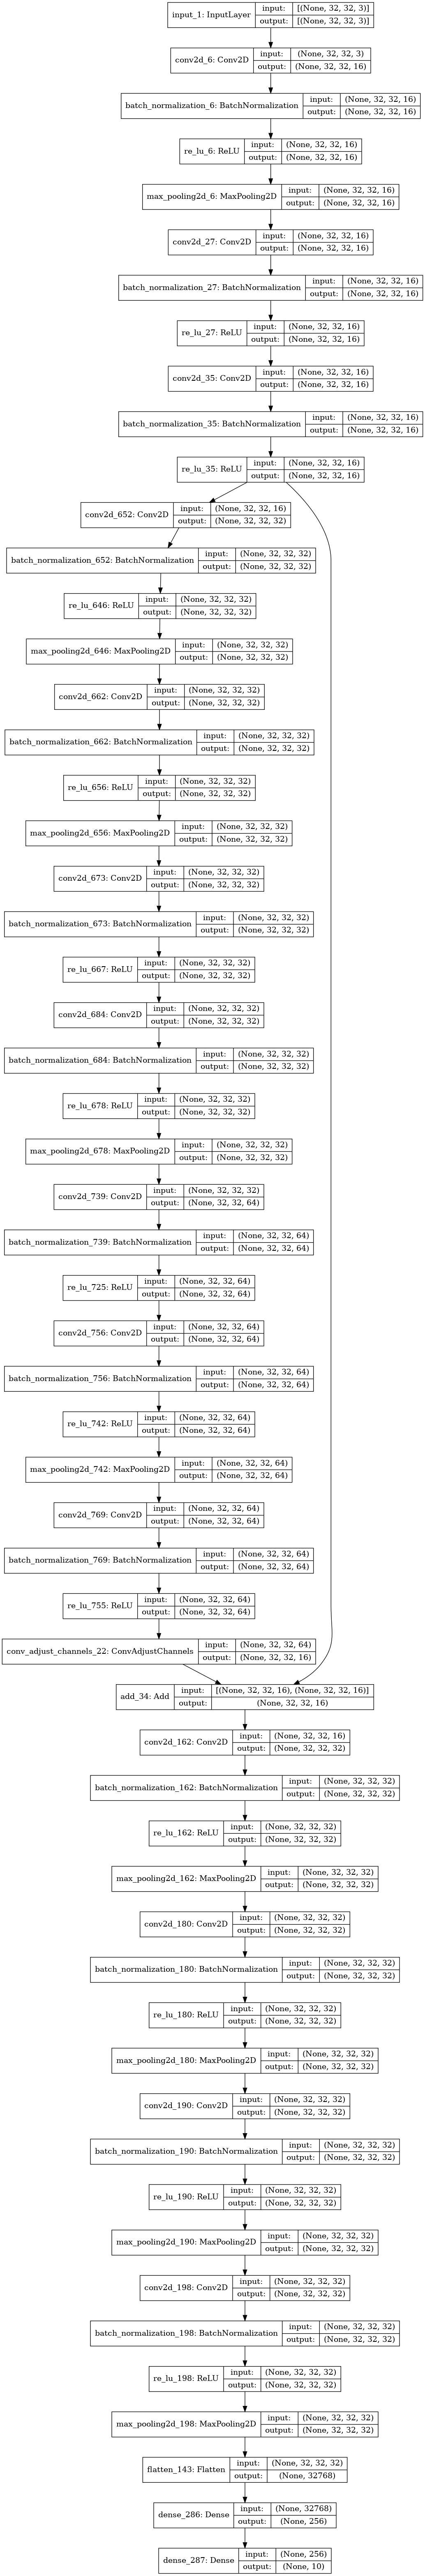 input_1: InputLayer
input: [(None, 32, 32, 3)]
output: [(None, 32, 32, 3)]
conv2d_6: Conv2D
input: (None, 32, 32, 3)
output: (None, 32, 32, 16)
batch_normalization_6: BatchNormalization
input: (None, 32, 32, 16)
output: (None, 32, 32, 16)
re_lu_6: ReLU
input: (None, 32, 32, 16)
output: (None, 32, 32, 16)
max_pooling2d_6: MaxPooling2D
input: (None, 32, 32, 16)
output: (None, 32, 32, 16)
conv2d_27: Conv2D
input: (None, 32, 32, 16)
output: (None, 32, 32, 16)
batch_normalization_27: BatchNormalization
input: (None, 32, 32, 16)
output: (None, 32, 32, 16)
re_lu_27: ReLU
input: (None, 32, 32, 16)
output: (None, 32, 32, 16)
conv2d_35: Conv2D
input: (None, 32, 32, 16)
output: (None, 32, 32, 16)
batch_normalization_35: BatchNormalization
input: (None, 32, 32, 16)
output: (None, 32, 32, 16)
re_lu_35: ReLU
input: (None, 32, 32, 16)
output: (None, 32, 32, 16)
conv2d_652: Conv2D
input: (None, 32, 32, 16)
output: (None, 32, 32, 32)
batch_normalization_652: BatchNormalization
input: (None, 32, 32, 32)
output: (None, 32, 32, 32)
re_lu_646: ReLU
input: (None, 32, 32, 32)
output: (None, 32, 32, 32)
max_pooling2d_646: MaxPooling2D
input: (None, 32, 32, 32)
output: (None, 32, 32, 32)
conv2d_662: Conv2D
input: (None, 32, 32, 32)
output: (None, 32, 32, 32)
batch_normalization_662: BatchNormalization
input: (None, 32, 32, 32)
output: (None, 32, 32, 32)
re_lu_656: ReLU
input: (None, 32, 32, 32)
output: (None, 32, 32, 32)
max_pooling2d_656: MaxPooling2D
input: (None, 32, 32, 32)
output: (None, 32, 32, 32)
conv2d_673: Conv2D
input: (None, 32, 32, 32)
output: (None, 32, 32, 32)
batch_normalization_673: BatchNormalization
input: (None, 32, 32, 32)
output: (None, 32, 32, 32)
re_lu_667: ReLU
input: (None, 32, 32, 32)
output: (None, 32, 32, 32)
conv2d_684: Conv2D
input: (None, 32, 32, 32)
output: (None, 32, 32, 32)
batch_normalization_684: BatchNormalization
input: (None, 32, 32, 32)
output: (None, 32, 32, 32)
re_lu_678: ReLU
input: (None, 32, 32, 32)
output: (None, 32, 32, 32)
max_pooling2d_678: MaxPooling2D
input: (None, 32, 32, 32)
output: (None, 32, 32, 32)
conv2d_739: Conv2D
input: (None, 32, 32, 32)
output: (None, 32, 32, 64)
batch_normalization_739: BatchNormalization
input: (None, 32, 32, 64)
output: (None, 32, 32, 64)
re_lu_725: ReLU
input: (None, 32, 32, 64)
output: (None, 32, 32, 64)
conv2d_756: Conv2D
input: (None, 32, 32, 64)
output: (None, 32, 32, 64)
batch_normalization_756: BatchNormalization
input: (None, 32, 32, 64)
output: (None, 32, 32, 64)
re_lu_742: ReLU
input: (None, 32, 32, 64)
output: (None, 32, 32, 64)
max_pooling2d_742: MaxPooling2D
input: (None, 32, 32, 64)
output: (None, 32, 32, 64)
conv2d_769: Conv2D
input: (None, 32, 32, 64)
output: (None, 32, 32, 64)
batch_normalization_769: BatchNormalization
input: (None, 32, 32, 64)
output: (None, 32, 32, 64)
re_lu_755: ReLU
input: (None, 32, 32, 64)
output: (None, 32, 32, 64)
conv_adjust_channels_22: ConvAdjustChannels
input: (None, 32, 32, 64)
output: (None, 32, 32, 16)
add_34: Add
input: [(None, 32, 32, 16), (None, 32, 32, 16)]
output: (None, 32, 32, 16)
conv2d_162: Conv2D
input: (None, 32, 32, 16)
output: (None, 32, 32, 32)
batch_normalization_162: BatchNormalization
input: (None, 32, 32, 32)
output: (None, 32, 32, 32)
re_lu_162: ReLU
input: (None, 32, 32, 32)
output: (None, 32, 32, 32)
max_pooling2d_162: MaxPooling2D
input: (None, 32, 32, 32)
output: (None, 32, 32, 32)
conv2d_180: Conv2D
input: (None, 32, 32, 32)
output: (None, 32, 32, 32)
batch_normalization_180: BatchNormalization
input: (None, 32, 32, 32)
output: (None, 32, 32, 32)
re_lu_180: ReLU
input: (None, 32, 32, 32)
output: (None, 32, 32, 32)
max_pooling2d_180: MaxPooling2D
input: (None, 32, 32, 32)
output: (None, 32, 32, 32)
conv2d_190: Conv2D
input: (None, 32, 32, 32)
output: (None, 32, 32, 32)
batch_normalization_190: BatchNormalization
input: (None, 32, 32, 32)
output: (None, 32, 32, 32)
re_lu_190: ReLU
input: (None, 32, 32, 32)
output: (None, 32, 32, 32)
max_pooling2d_190: MaxPooling2D
input: (None, 32, 32, 32)
output: (None, 32, 32, 32)
conv2d_198: Conv2D
input: (None, 32, 32, 32)
output: (None, 32, 32, 32)
batch_normalization_198: BatchNormalization
input: (None, 32, 32, 32)
output: (None, 32, 32, 32)
re_lu_198: ReLU
input: (None, 32, 32, 32)
output: (None, 32, 32, 32)
max_pooling2d_198: MaxPooling2D
input: (None, 32, 32, 32)
output: (None, 32, 32, 32)
flatten_143: Flatten
input: (None, 32, 32, 32)
output: (None, 32768)
dense_286: Dense
input: (None, 32768)
output: (None, 256)
dense_287: Dense
input: (None, 256)
output: (None, 10)